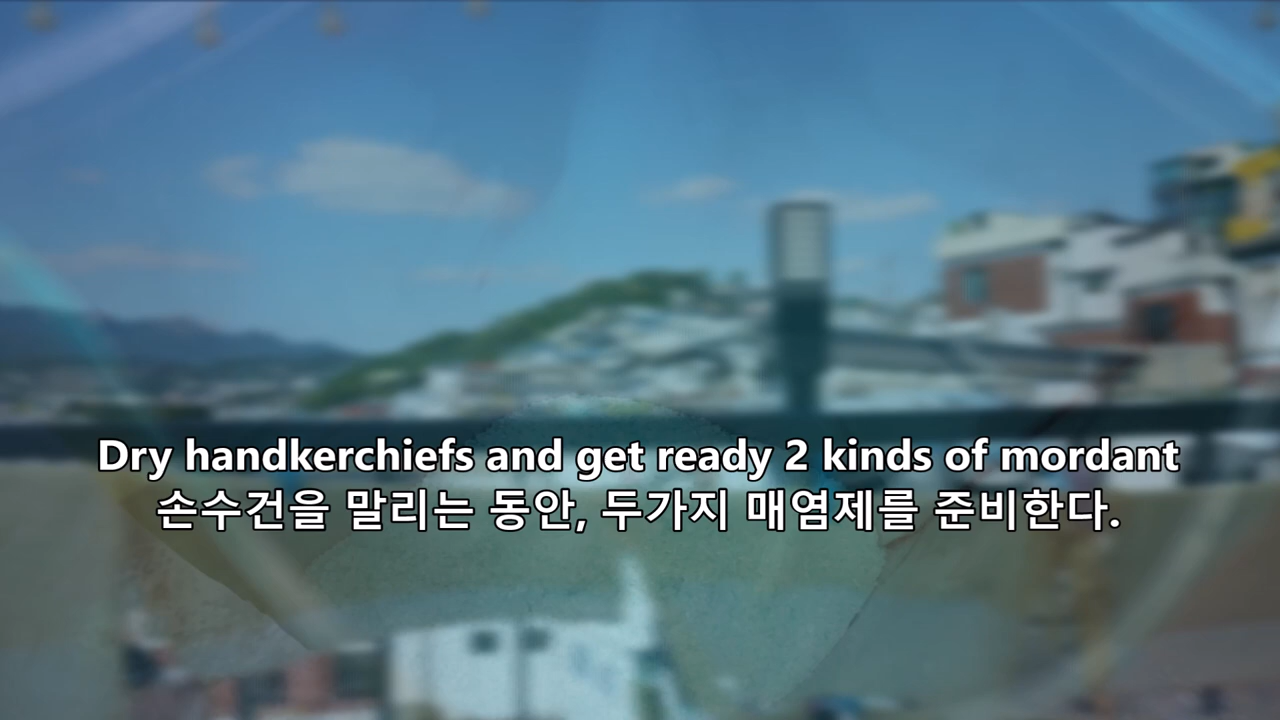 Dry handkerchiefs and get ready 2 kinds of mordant
손수건을 말리는 동안, 두가지 매염제를 준비한다.